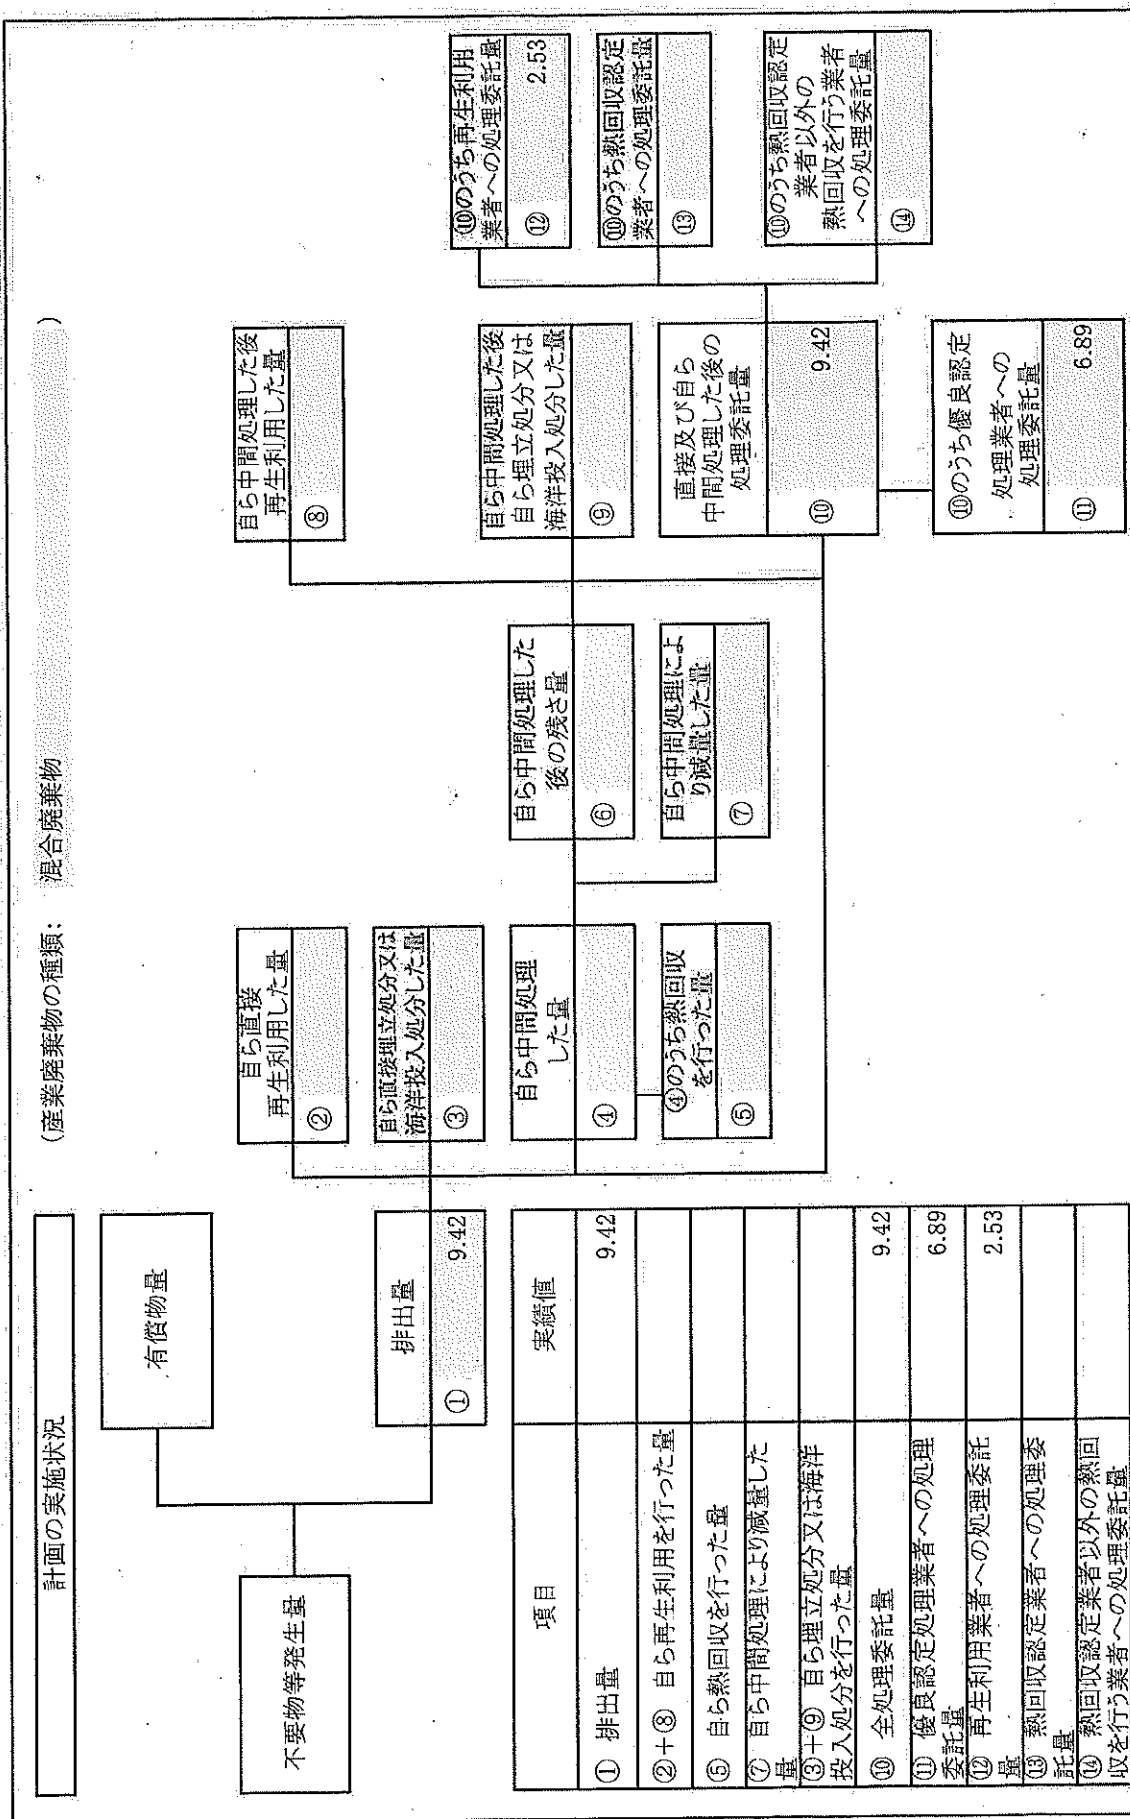 計画の実施状況
(産業廃棄物の種類: 混合廃棄物 )
不要物等発生量
有償物量
排出量
① 9.42
自ら直接
再生利用した量
②
自ら直接埋立処分又は
海洋投入処分した量
③
自ら中間処理
した量
④
④のうち熱回収
を行った量
⑤
自ら中間処理した
後の残さ量
⑥
自ら中間処理によ
り減量した量
⑦
自ら中間処理した後
再生利用した量
⑧
自ら中間処理した後
自ら埋立処分又は
海洋投入処分した量
⑨
直接及び自ら
中間処理した後の
処理委託量
⑩ 9.42
⑩のうち優良認定
処理業者への
処理委託量
⑪ 6.89
⑩のうち再生利用
業者への処理委託量
⑫ 2.53
⑩のうち熱回収認定
業者への処理委託量
⑬
⑩のうち熱回収認定
業者以外の
熱回収を行う業者
への処理委託量
⑭
項目 実績値
① 排出量 9.42
②+⑧ 自ら再生利用を行った量
⑤ 自ら熱回収を行った量
⑦ 自ら中間処理により減量した
量
③+⑨ 自ら埋立処分又は海洋
投入処分を行った量
⑩ 全処理委託量 9.42
⑪ 優良認定処理業者への処理
委託量 6.89
⑫ 再生利用業者への処理委託
量 2.53
⑬ 熱回収認定業者への処理委
託量
⑭ 熱回収認定業者以外の熱回
収を行う業者への処理委託量